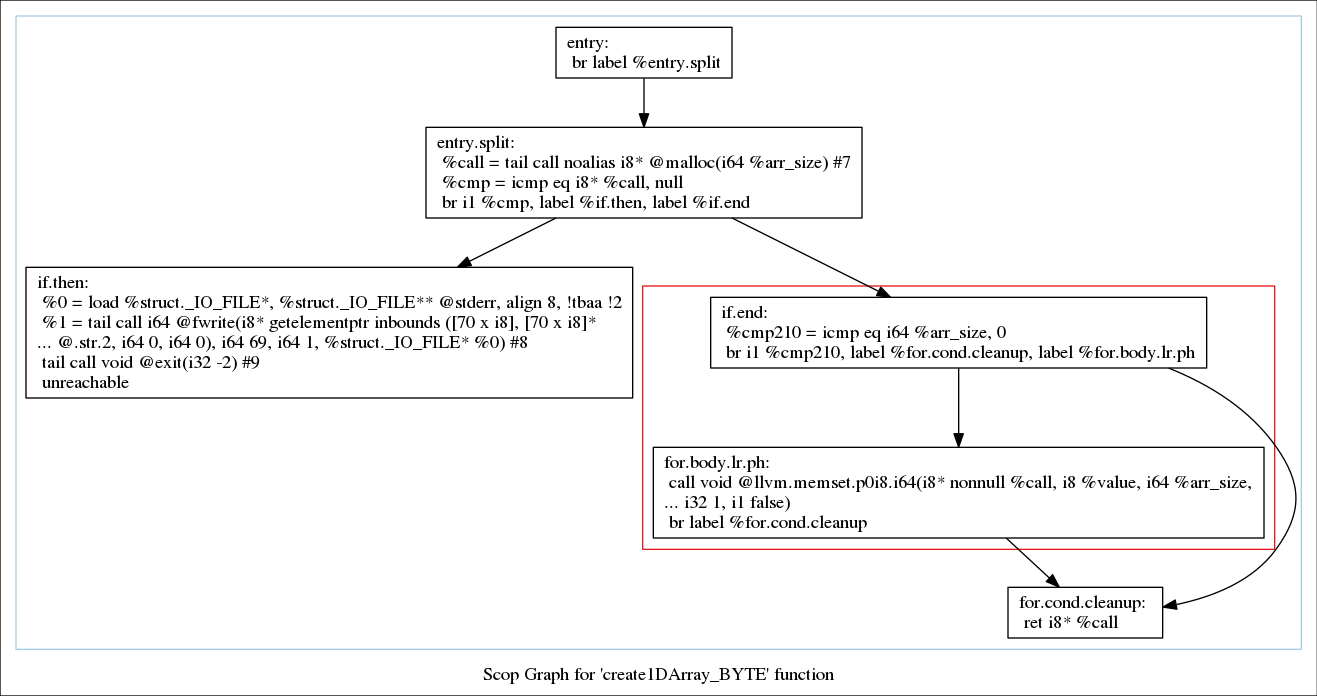 entry:
br label %entry.split
entry.split:
%call = tail call noalias i8* @malloc(i64 %arr_size) #7
%cmp = icmp eq i8* %call, null
br i1 %cmp, label %if.then, label %if.end
if.then:
%0 = load %struct._IO_FILE*, %struct._IO_FILE** @stderr, align 8, !tbaa !2
%1 = tail call i64 @fwrite(i8* getelementptr inbounds ([70 x i8], [70 x i8]*
... @.str.2, i64 0, i64 0), i64 69, i64 1, %struct._IO_FILE* %0) #8
tail call void @exit(i32 -2) #9
unreachable
if.end:
%cmp210 = icmp eq i64 %arr_size, 0
br i1 %cmp210, label %for.cond.cleanup, label %for.body.lr.ph
for.body.lr.ph:
call void @llvm.memset.p0i8.i64(i8* nonnull %call, i8 %value, i64 %arr_size,
... i32 1, i1 false)
br label %for.cond.cleanup
for.cond.cleanup:
ret i8* %call
Scop Graph for 'create1DArray_BYTE' function